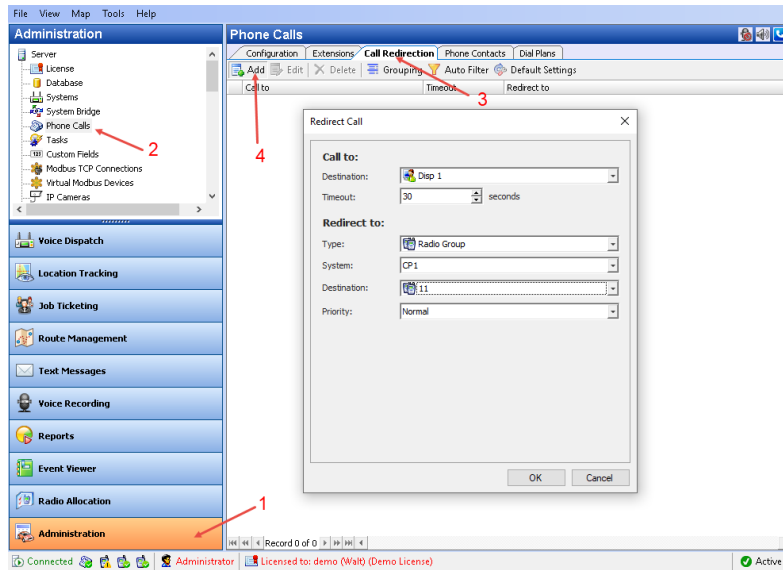 File View Map Tools Help
Administration
Server
License
Database
Systems
System Bridge
Phone Calls
Tasks
Custom Fields
Modbus TCP Connections
Virtual Modbus Devices
IP Cameras
2
Voice Dispatch
Location Tracking
Job Ticketing
Route Management
Text Messages
Voice Recording
Reports
Event Viewer
Radio Allocation
Administration
1
Phone Calls
Configuration Extensions Call Redirection Phone Contacts Dial Plans
Add Edit Delete Grouping Auto Filter Default Settings
Call to Timeout Redirect to
3
4
Redirect Call
Call to:
Destination: Disp 1
Timeout: 30 seconds
Redirect to:
Type: Radio Group
System: CP1
Destination: 11
Priority: Normal
OK Cancel
Record 0 of 0
Connected Administrator Licensed to: demo (Walt) (Demo License) Active